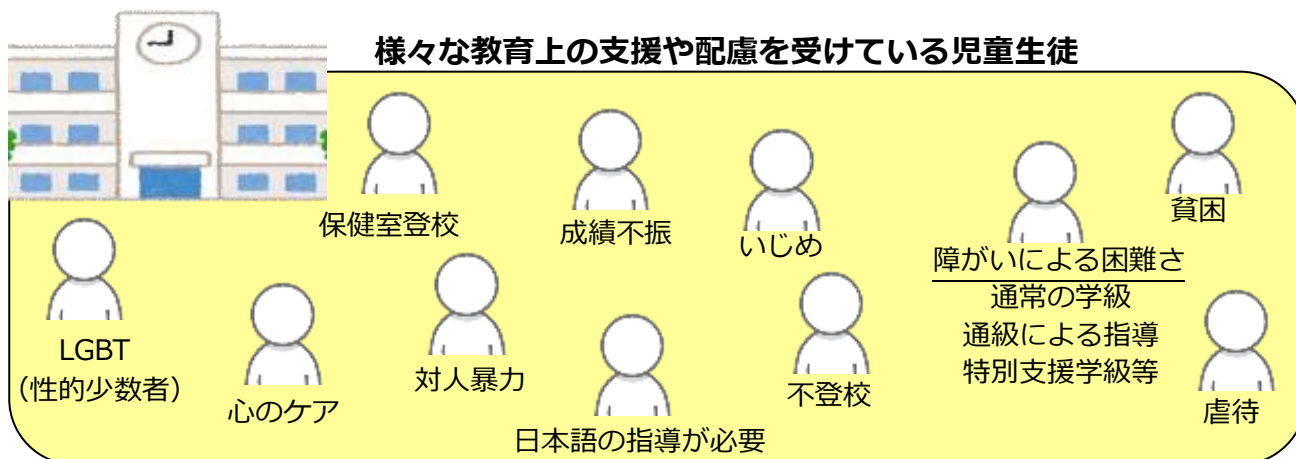 様々な教育上の支援や配慮を受けている児童生徒
保健室登校
成績不振
いじめ
貧困
障がいによる困難さ
通常の学級
通級による指導
特別支援学級等
LGBT
（性的少数者）
心のケア
対人暴力
日本語の指導が必要
不登校
虐待